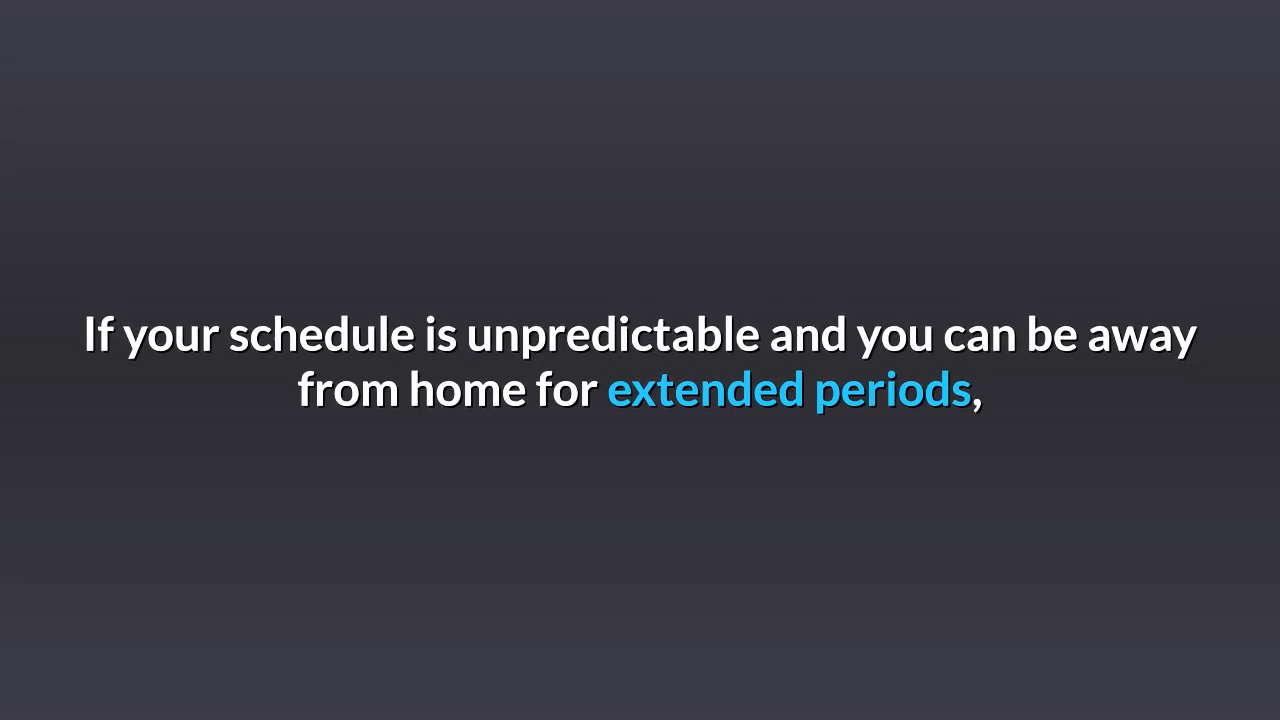 If your schedule is unpredictable and you can be away
from home for extended periods,